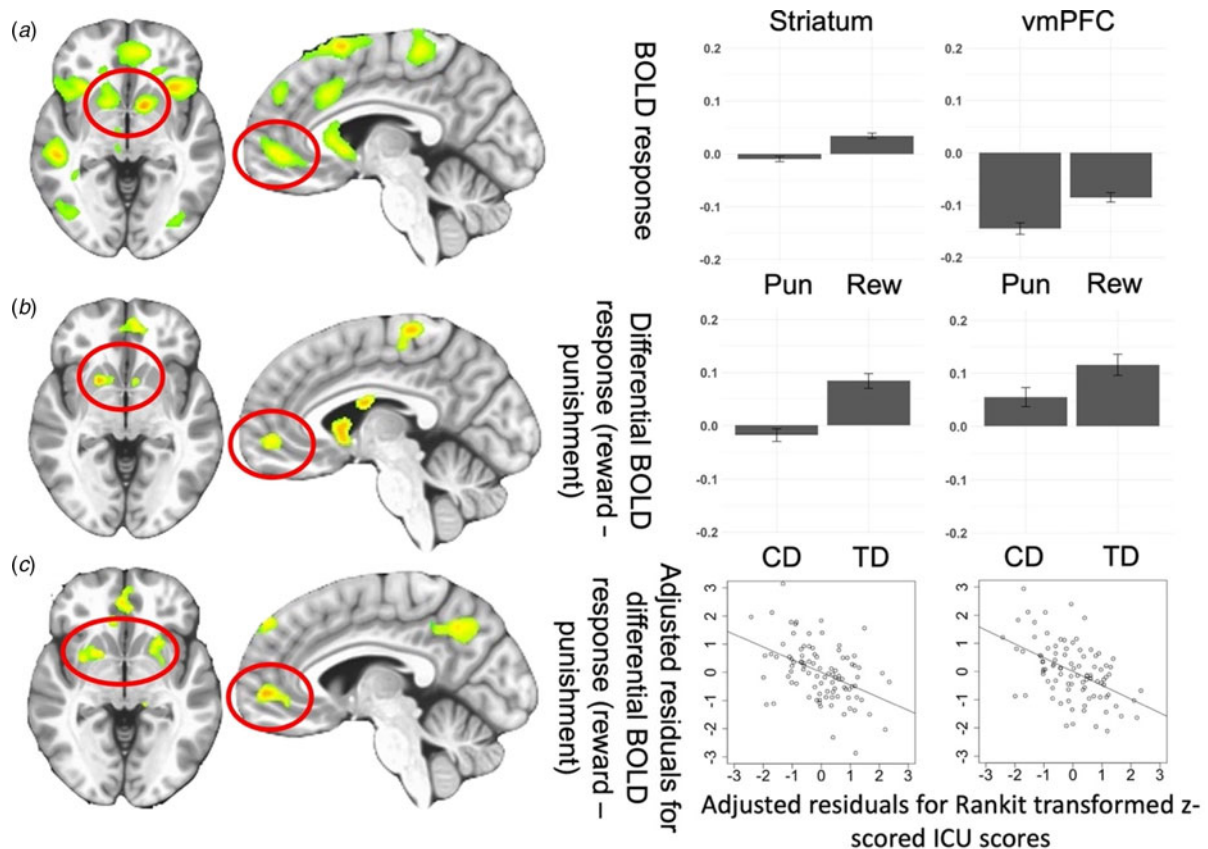 (a)
Striatum
vmPFC
BOLD response
0.2
0.1
0.0
-0.1
-0.2
0.2
0.1
0.0
-0.1
-0.2
Pun
Rew
Pun
Rew
(b)
Differential BOLD
response (reward –
punishment)
0.2
0.1
0.0
-0.1
-0.2
0.2
0.1
0.0
-0.1
-0.2
CD
TD
CD
TD
(c)
Adjusted residuals for
differential BOLD
response (reward –
punishment)
3
2
1
0
-1
-2
-3
-3 -2 -1 0 1 2 3
3
2
1
0
-1
-2
-3
-3 -2 -1 0 1 2 3
Adjusted residuals for Rankit transformed z-
scored ICU scores